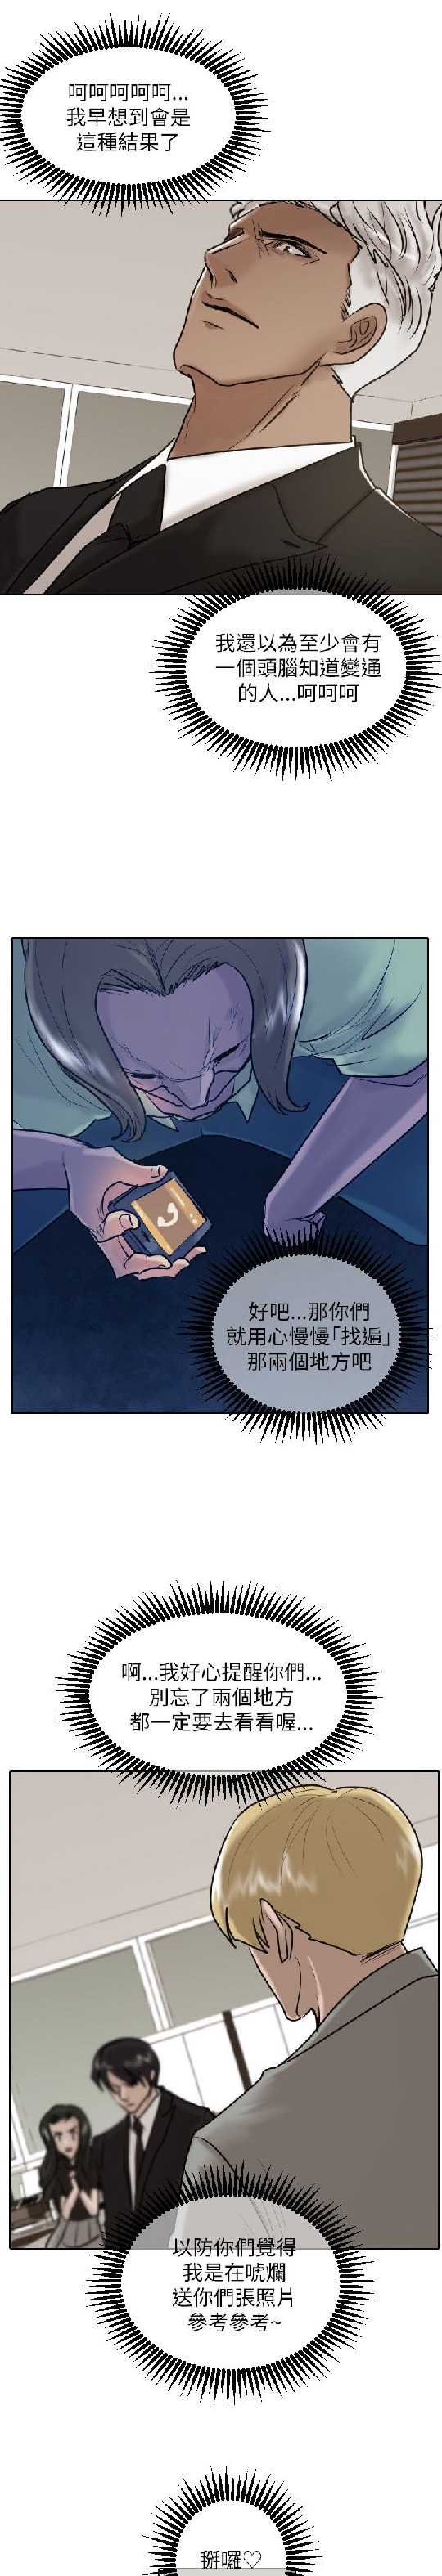 呵呵呵呵呵...
我早想到會是
這種結果了
我還以為至少會有
一個頭腦知道變通
的人...呵呵呵
好吧...那你們
就用心慢慢「找遍」
那兩個地方吧
啊...我好心提醒你們...
別忘了兩個地方
都一定要去看看喔...
以防你們覺得
我是在唬爛
送你們張照片
參考參考~
掰囉♡